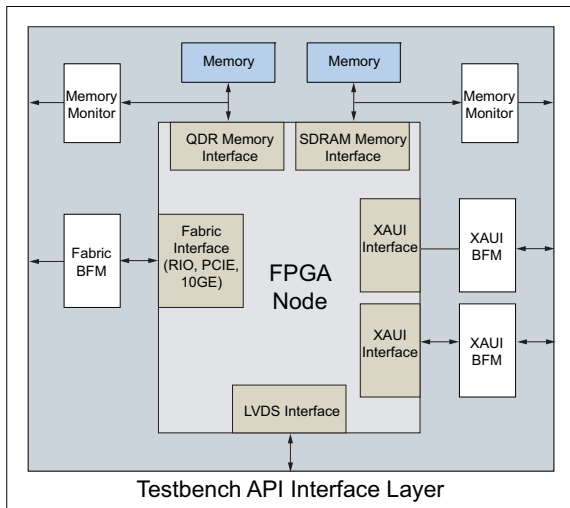 Memory
Memory
Memory
Monitor
Memory
Monitor
QDR Memory
Interface
SDRAM Memory
Interface
Fabric
BFM
Fabric
Interface
(RIO, PCIE,
10GE)
FPGA
Node
XAUI
Interface
XAUI
BFM
XAUI
Interface
XAUI
BFM
LVDS Interface
Testbench API Interface Layer